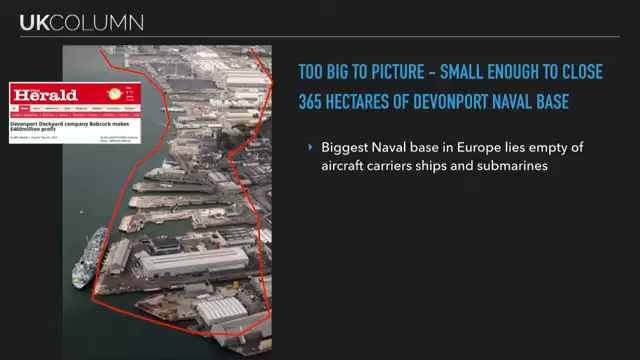 UKCOLUMN
TOO BIG TO PICTURE – SMALL ENOUGH TO CLOSE
365 HECTARES OF DEVONPORT NAVAL BASE
Herald
Devonport Dockyard company Babcock makes
£460million profit
Biggest Naval base in Europe lies empty of
aircraft carriers ships and submarines